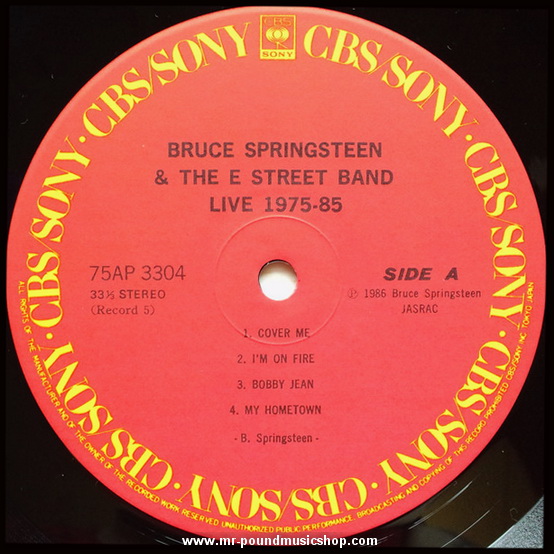 CBS
SONY
CBS/SONY · CBS/SONY · CBS/SONY · CBS/SONY · CBS/SONY · CBS/SONY · CBS/SONY · CBS/SONY
BRUCE SPRINGSTEEN
& THE E STREET BAND
LIVE 1975-85
75AP 3304
33⅓ STEREO
(Record 5)
SIDE A
Ⓟ 1986 Bruce Springsteen
JASRAC
1. COVER ME
2. I'M ON FIRE
3. BOBBY JEAN
4. MY HOMETOWN
- B. Springsteen -
ALL RIGHTS OF THE MANUFACTURER AND OF THE OWNER OF THE RECORDED WORK RESERVED UNAUTHORIZED PUBLIC PERFORMANCE. BROADCASTING AND COPYING OF THIS RECORD PROHIBITED CBS/SONY INC. TOKYO JAPAN
www.mr-poundmusicshop.com